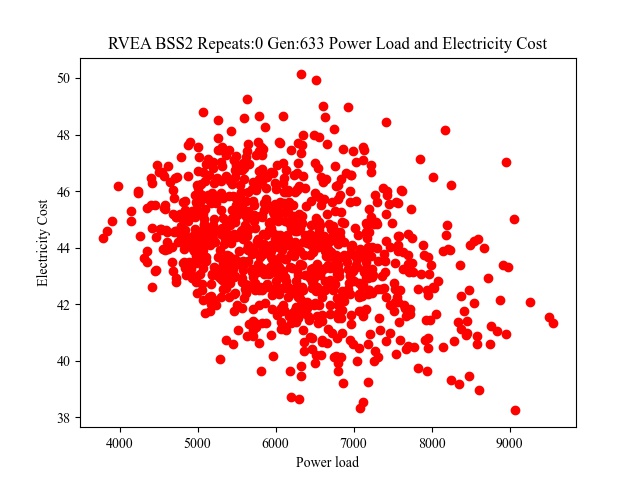 RVEA BSS2 Repeats:0 Gen:633 Power Load and Electricity Cost
50
48
46
44
42
40
38
Electricity Cost
4000 5000 6000 7000 8000 9000
Power load